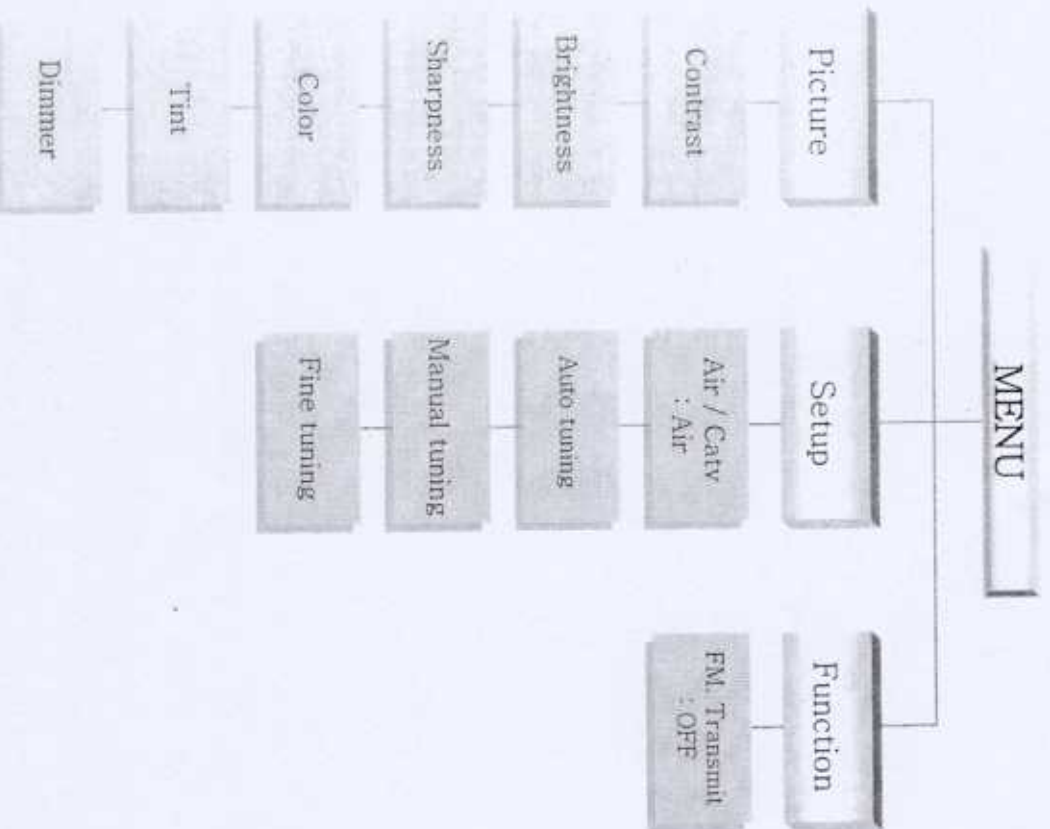 MENU
Picture
Contrast
Brightness
Sharpness
Color
Tint
Dimmer
Setup
Air / Catv
: Air
Auto tuning
Manual tuning
Fine tuning
Function
FM. Transmit
: OFF